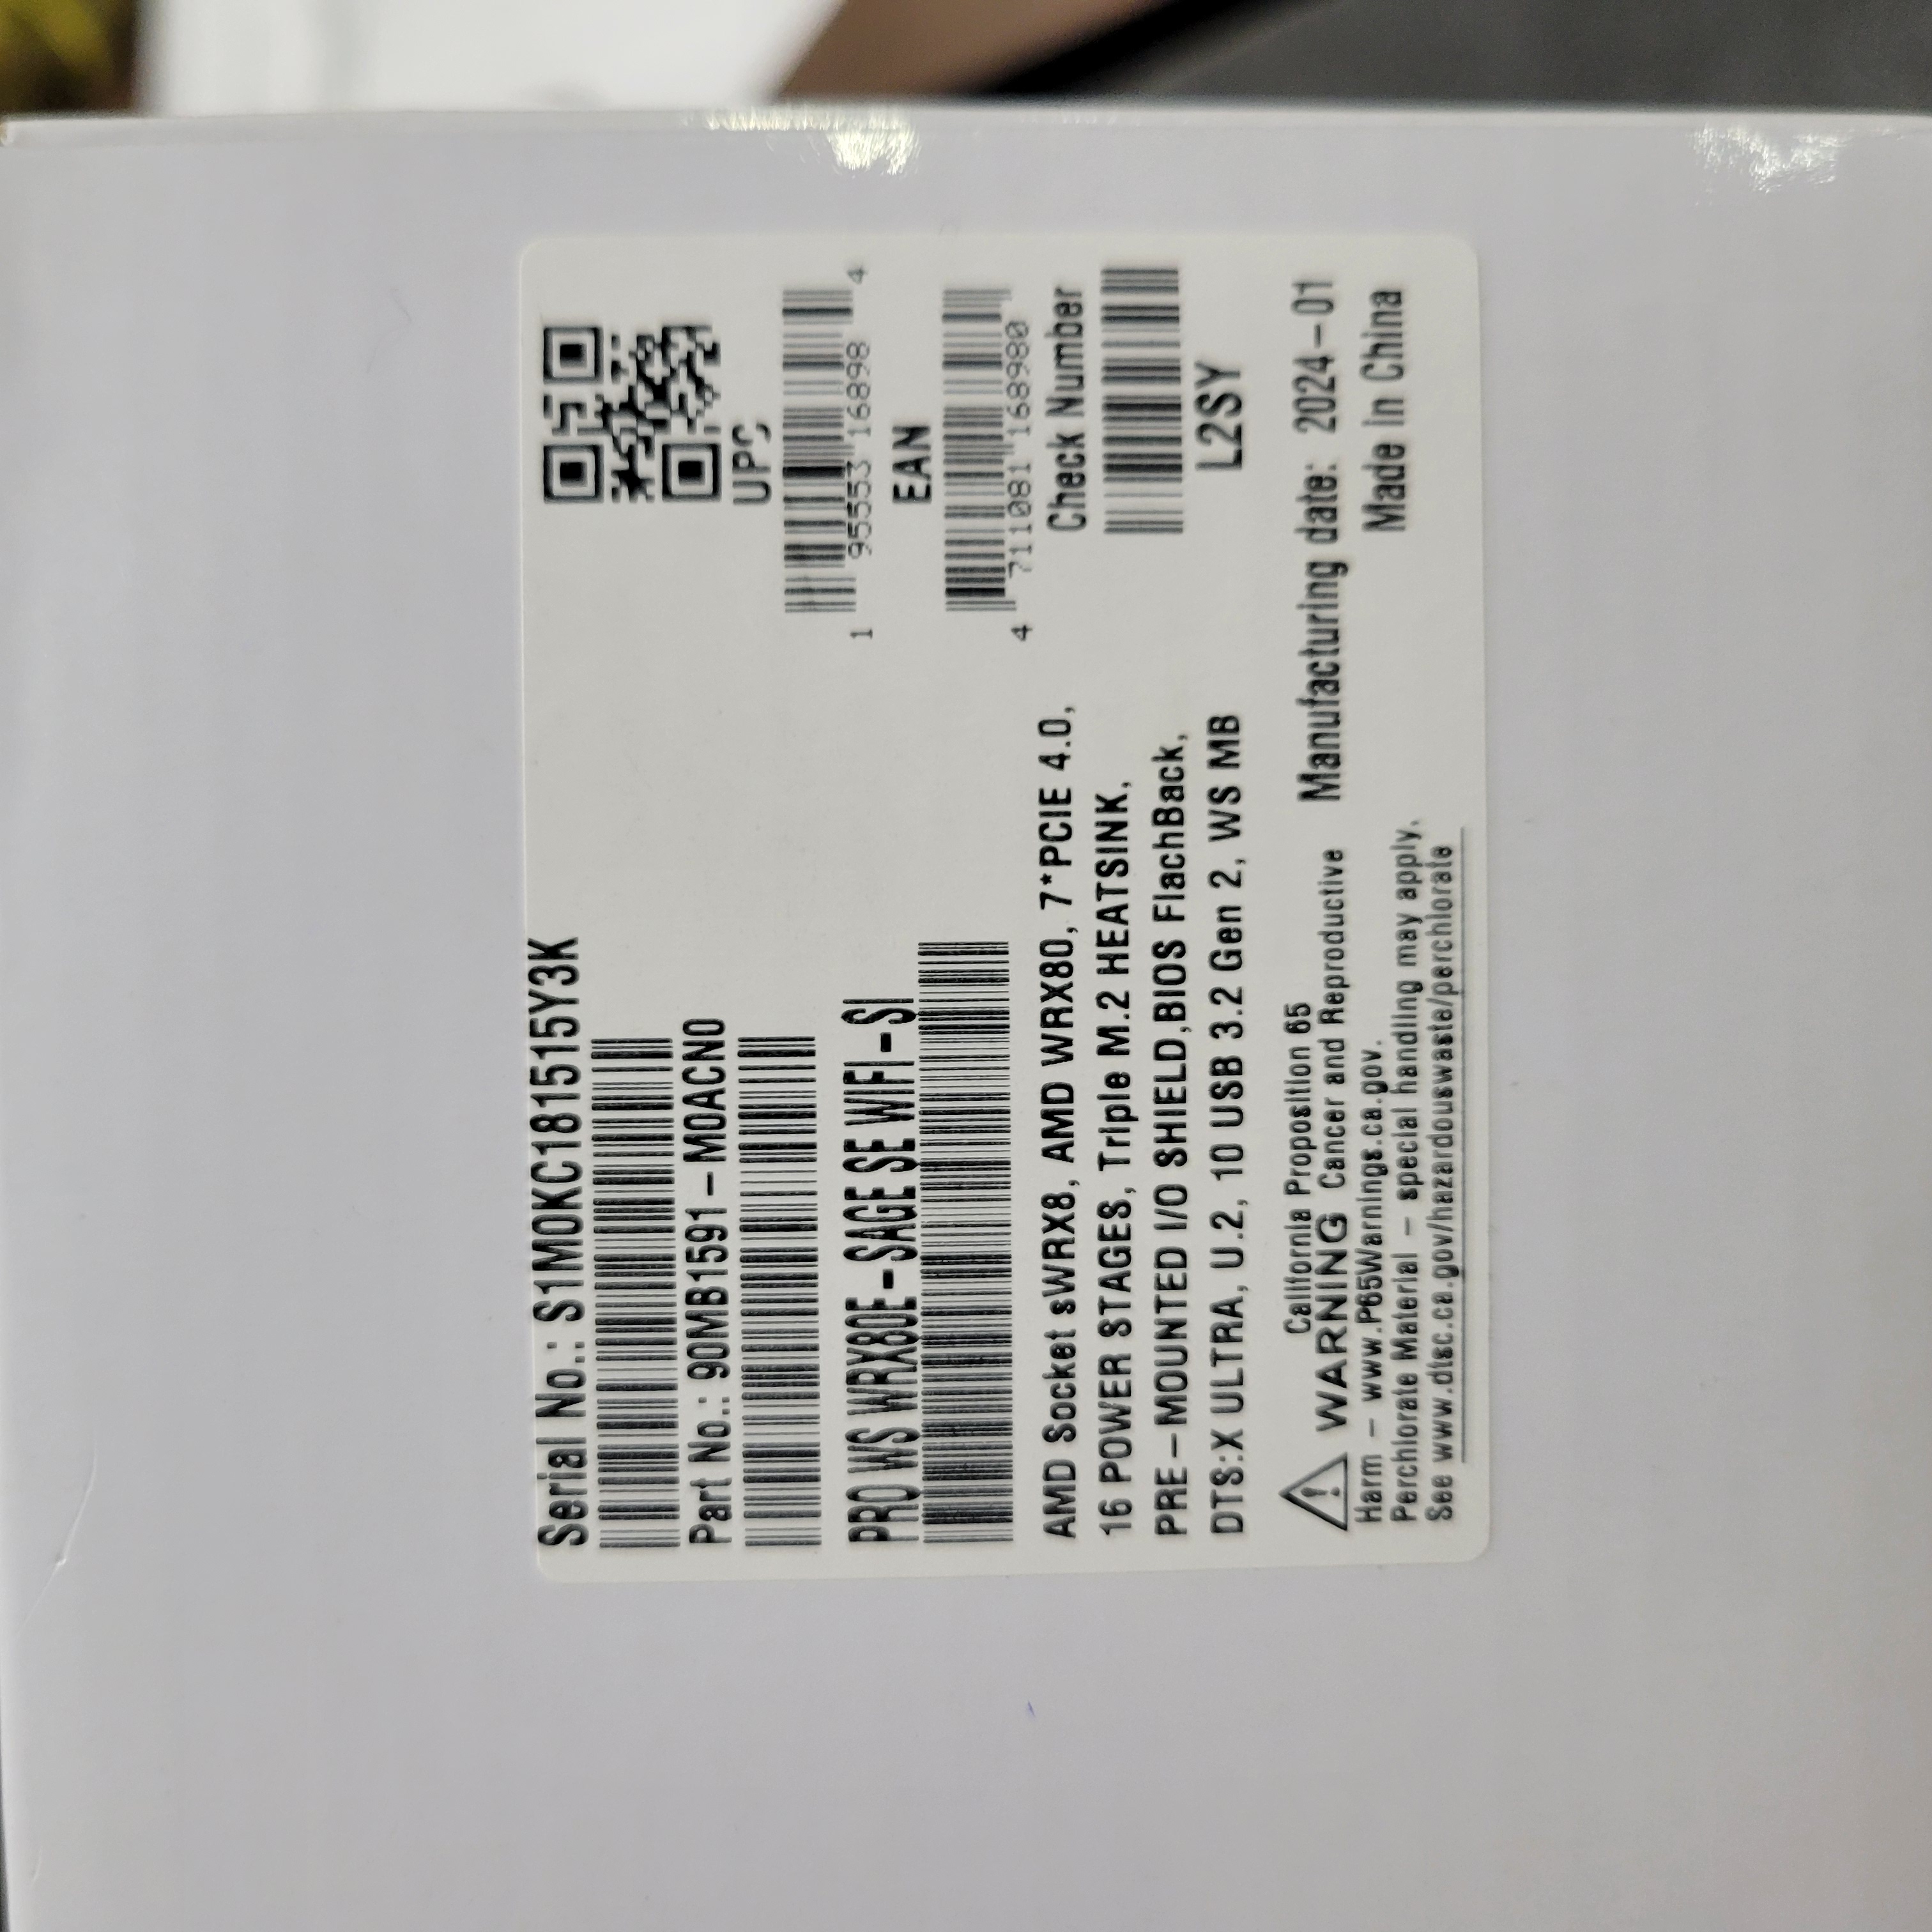 Serial No.: S1M0KC181515Y3K
Part No.: 90MB1591-M0ACN0
PRO WS WRX80E-SAGE SE WIFI-SI
UPC
1 95553 16898 4
EAN
4 711081 168980
Check Number
L2SY
AMD Socket sWRX8, AMD WRX80, 7*PCIE 4.0,
16 POWER STAGES, Triple M.2 HEATSINK,
PRE-MOUNTED I/O SHIELD,BIOS FlachBack,
DTS:X ULTRA, U.2, 10 USB 3.2 Gen 2, WS MB
California Proposition 65
WARNING Cancer and Reproductive
Harm - www.P65Warnings.ca.gov.
Perchlorate Material - special handling may apply.
See www.dtsc.ca.gov/hazardouswaste/perchlorate
Manufacturing date: 2024-01
Made In China